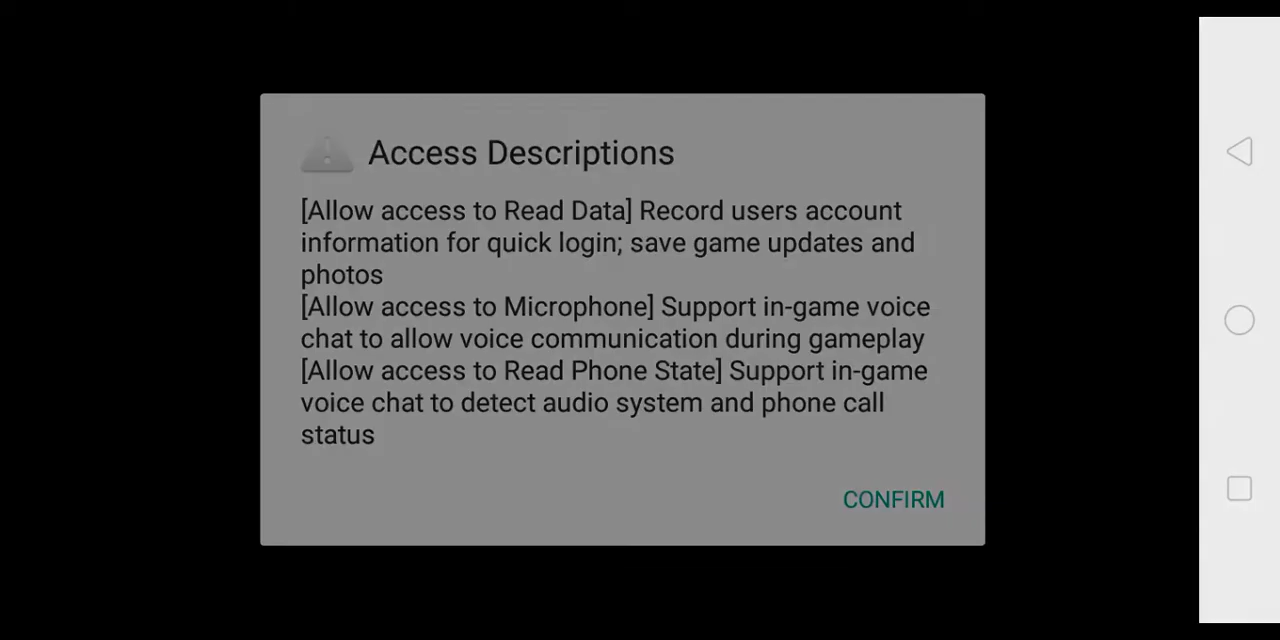 Access Descriptions
[Allow access to Read Data] Record users account
information for quick login; save game updates and
photos
[Allow access to Microphone] Support in-game voice
chat to allow voice communication during gameplay
[Allow access to Read Phone State] Support in-game
voice chat to detect audio system and phone call
status
CONFIRM